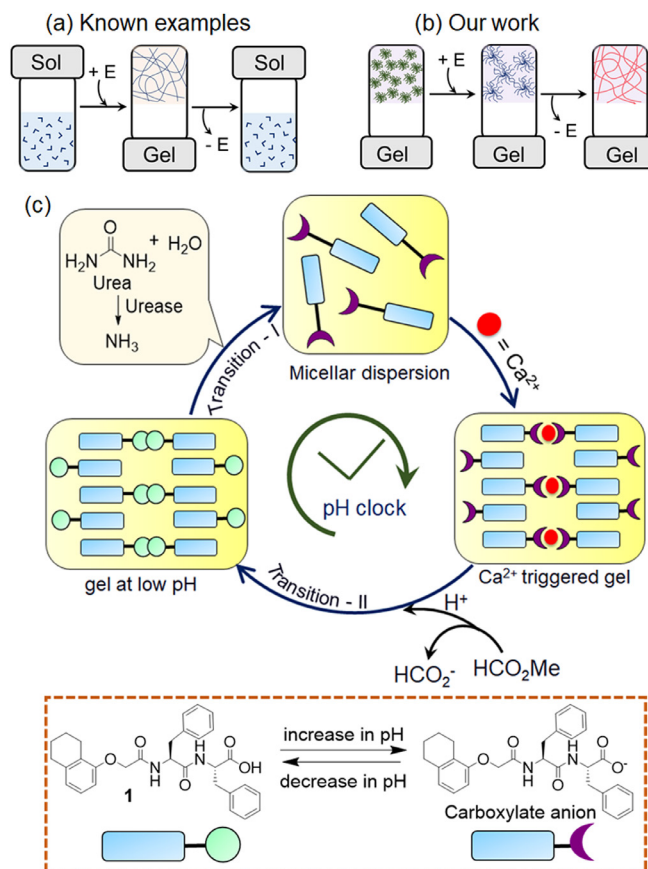 (a) Known examples
(b) Our work
Sol
+ E
Gel
- E
Sol
Gel
+ E
Gel
- E
Gel
(c)
O
H₂N NH₂ + H₂O
Urea
Urease
NH₃
Transition - I
Micellar dispersion
= Ca²⁺
pH clock
gel at low pH
Ca²⁺ triggered gel
Transition - II
H⁺
HCO₂⁻
HCO₂Me
O
O
N
H
O
H
N
O
OH
1
increase in pH
decrease in pH
O
O
N
H
O
H
N
O
O⁻
Carboxylate anion